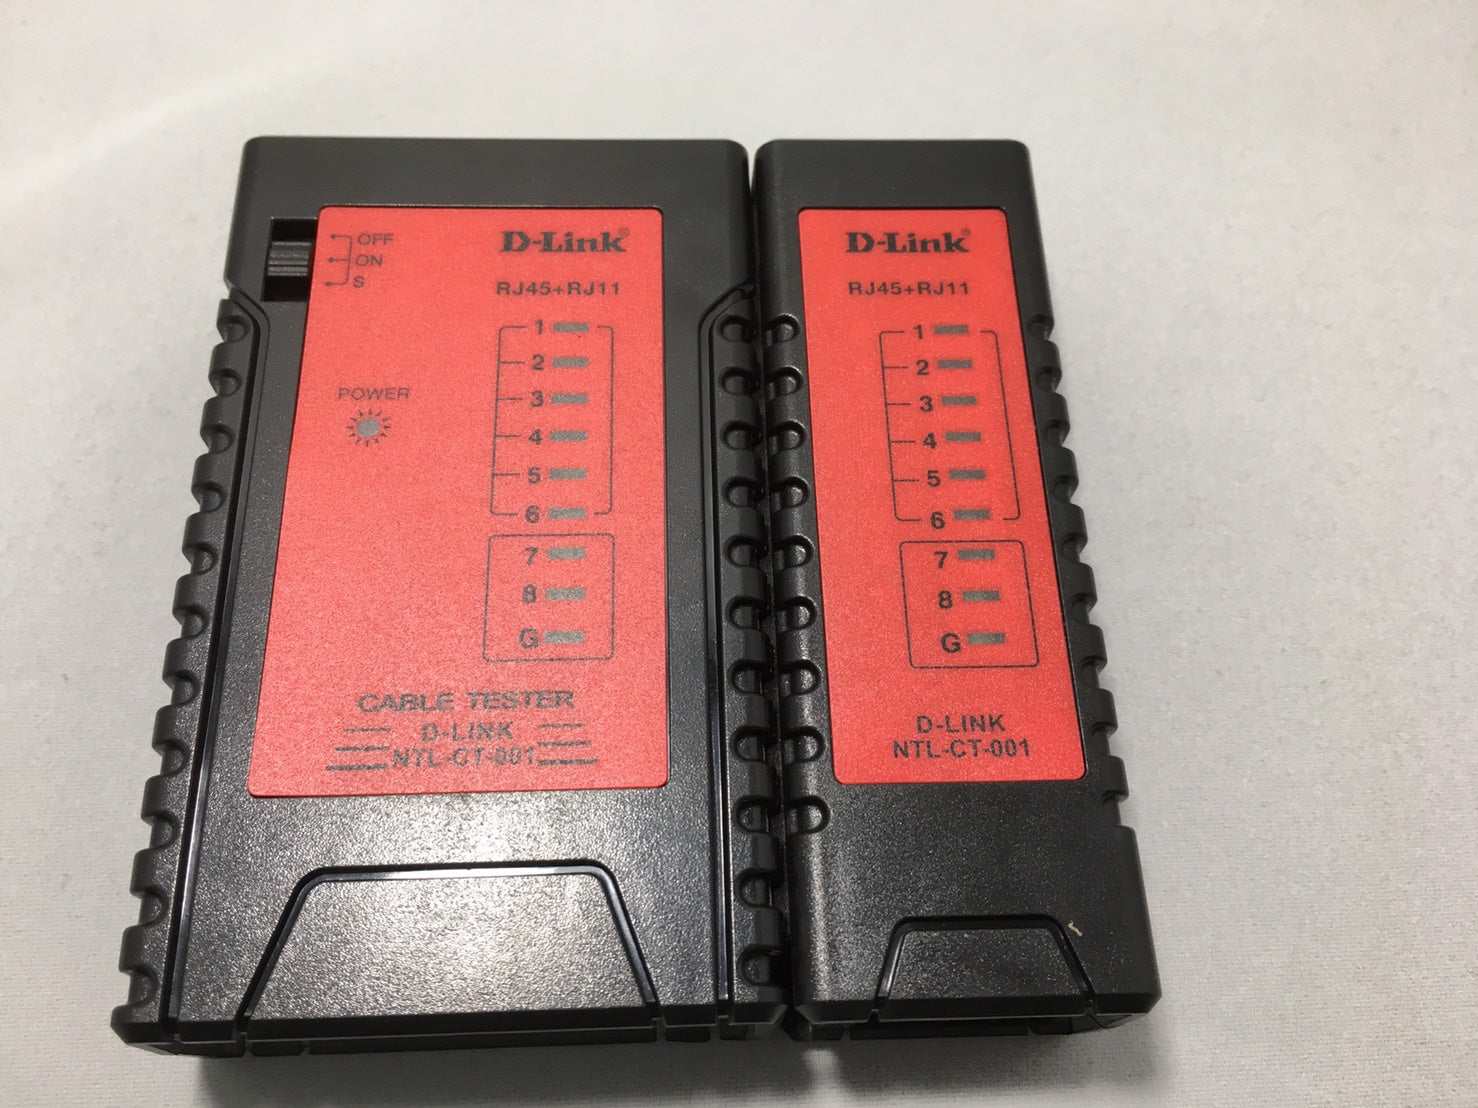 OFF
ON
S
D-Link®
RJ45+RJ11
POWER
1
2
3
4
5
6
7
8
G
CABLE TESTER
D-LINK
NTL-CT-001
D-Link®
RJ45+RJ11
1
2
3
4
5
6
7
8
G
D-LINK
NTL-CT-001